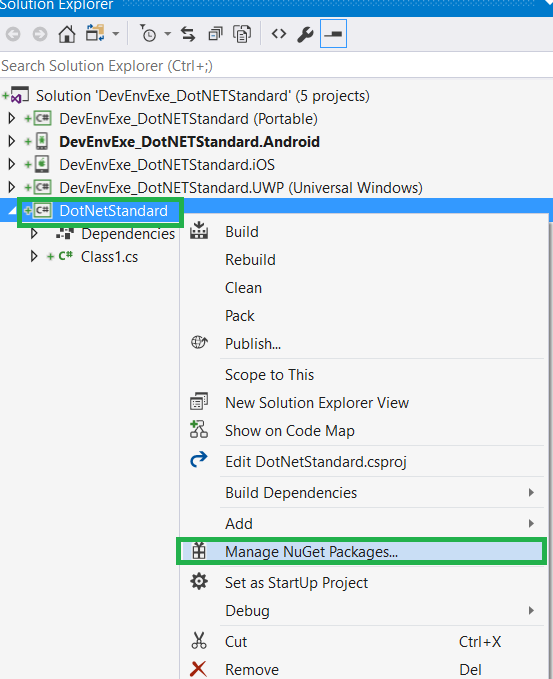 Solution Explorer
Search Solution Explorer (Ctrl+;)
Solution 'DevEnvExe_DotNETStandard' (5 projects)
C# DevEnvExe_DotNETStandard (Portable)
DevEnvExe_DotNETStandard.Android
DevEnvExe_DotNETStandard.iOS
C# DevEnvExe_DotNETStandard.UWP (Universal Windows)
C# DotNetStandard
Dependencies
C# Class1.cs
Build
Rebuild
Clean
Pack
Publish...
Scope to This
New Solution Explorer View
Show on Code Map
Edit DotNetStandard.csproj
Build Dependencies
Add
Manage NuGet Packages...
Set as StartUp Project
Debug
Cut Ctrl+X
Remove Del